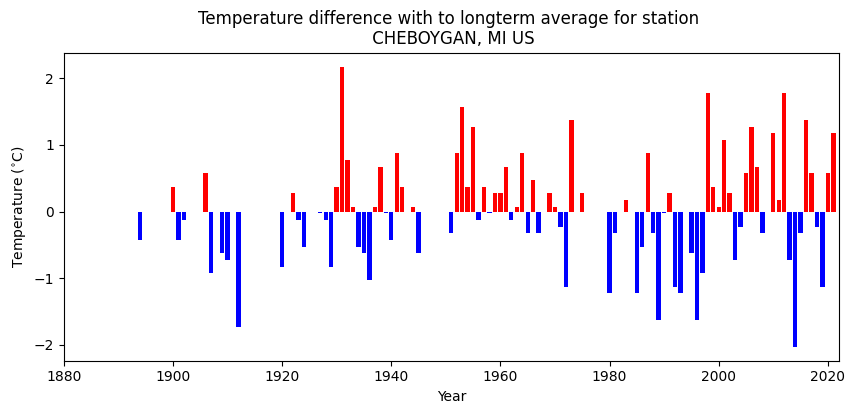 Temperature difference with to longterm average for station
CHEBOYGAN, MI US
2
1
0
−1
−2
Temperature (°C)
1880 1900 1920 1940 1960 1980 2000 2020
Year